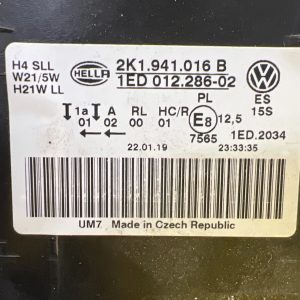 H4 SLL
W21/5W
H21W LL
HELLA
2K1.941.016 B
1ED 012.286-02
1a A RL HC/R PL
01 02 00 01 E8 12,5
7565
ES
15S
1ED.2034
22.01.19 23:33:35
UM7 Made in Czech Republic